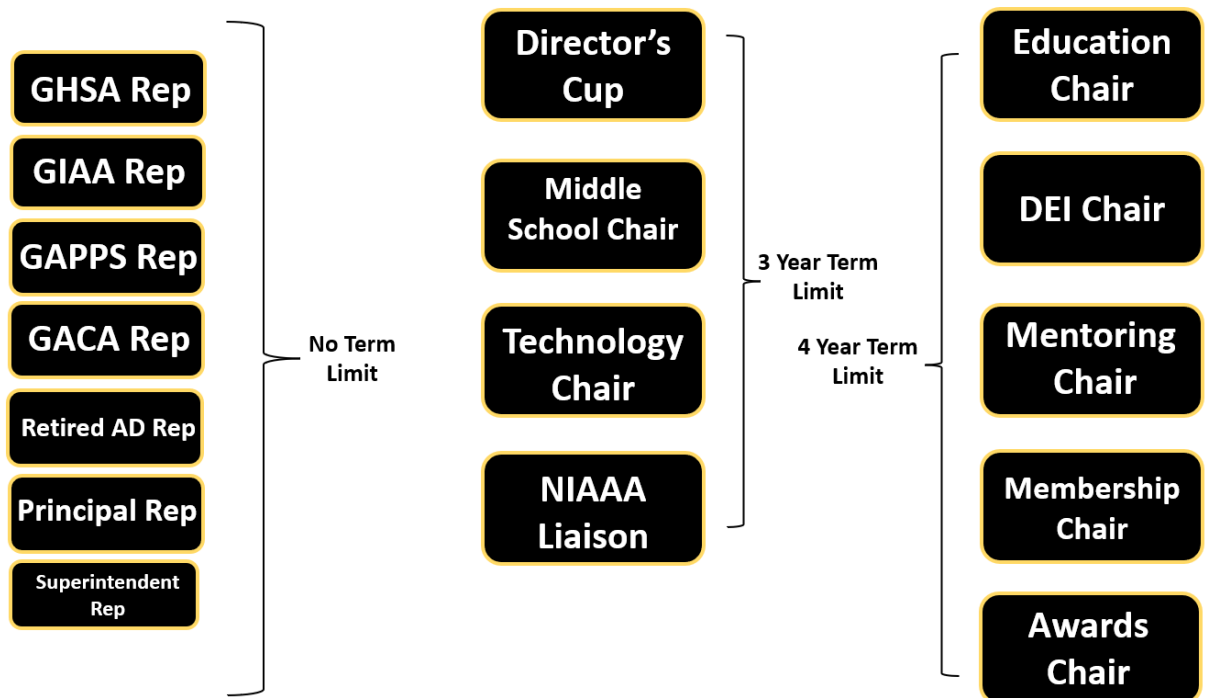 GHSA Rep
GIAA Rep
GAPPS Rep
GACA Rep
Retired AD Rep
Principal Rep
Superintendent
Rep
No Term
Limit
Director’s
Cup
Middle
School Chair
Technology
Chair
NIAAA
Liaison
3 Year Term
Limit
4 Year Term
Limit
Education
Chair
DEI Chair
Mentoring
Chair
Membership
Chair
Awards
Chair